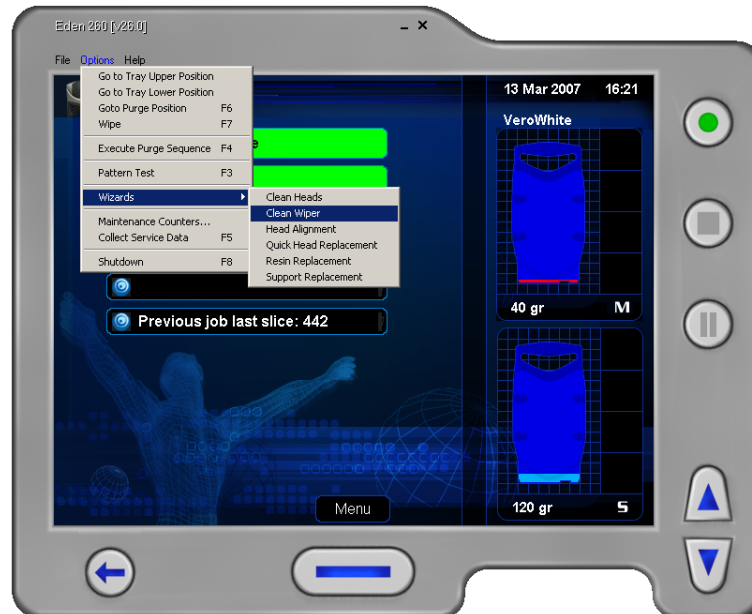 Eden 260 [v26.0]
File Options Help
13 Mar 2007 16:21
Go to Tray Upper Position
Go to Tray Lower Position
Goto Purge Position F6
Wipe F7
Execute Purge Sequence F4
Pattern Test F3
Wizards
Maintenance Counters...
Collect Service Data F5
Shutdown F8
Clean Heads
Clean Wiper
Head Alignment
Quick Head Replacement
Resin Replacement
Support Replacement
Previous job last slice: 442
Menu
VeroWhite
40 gr M
120 gr S